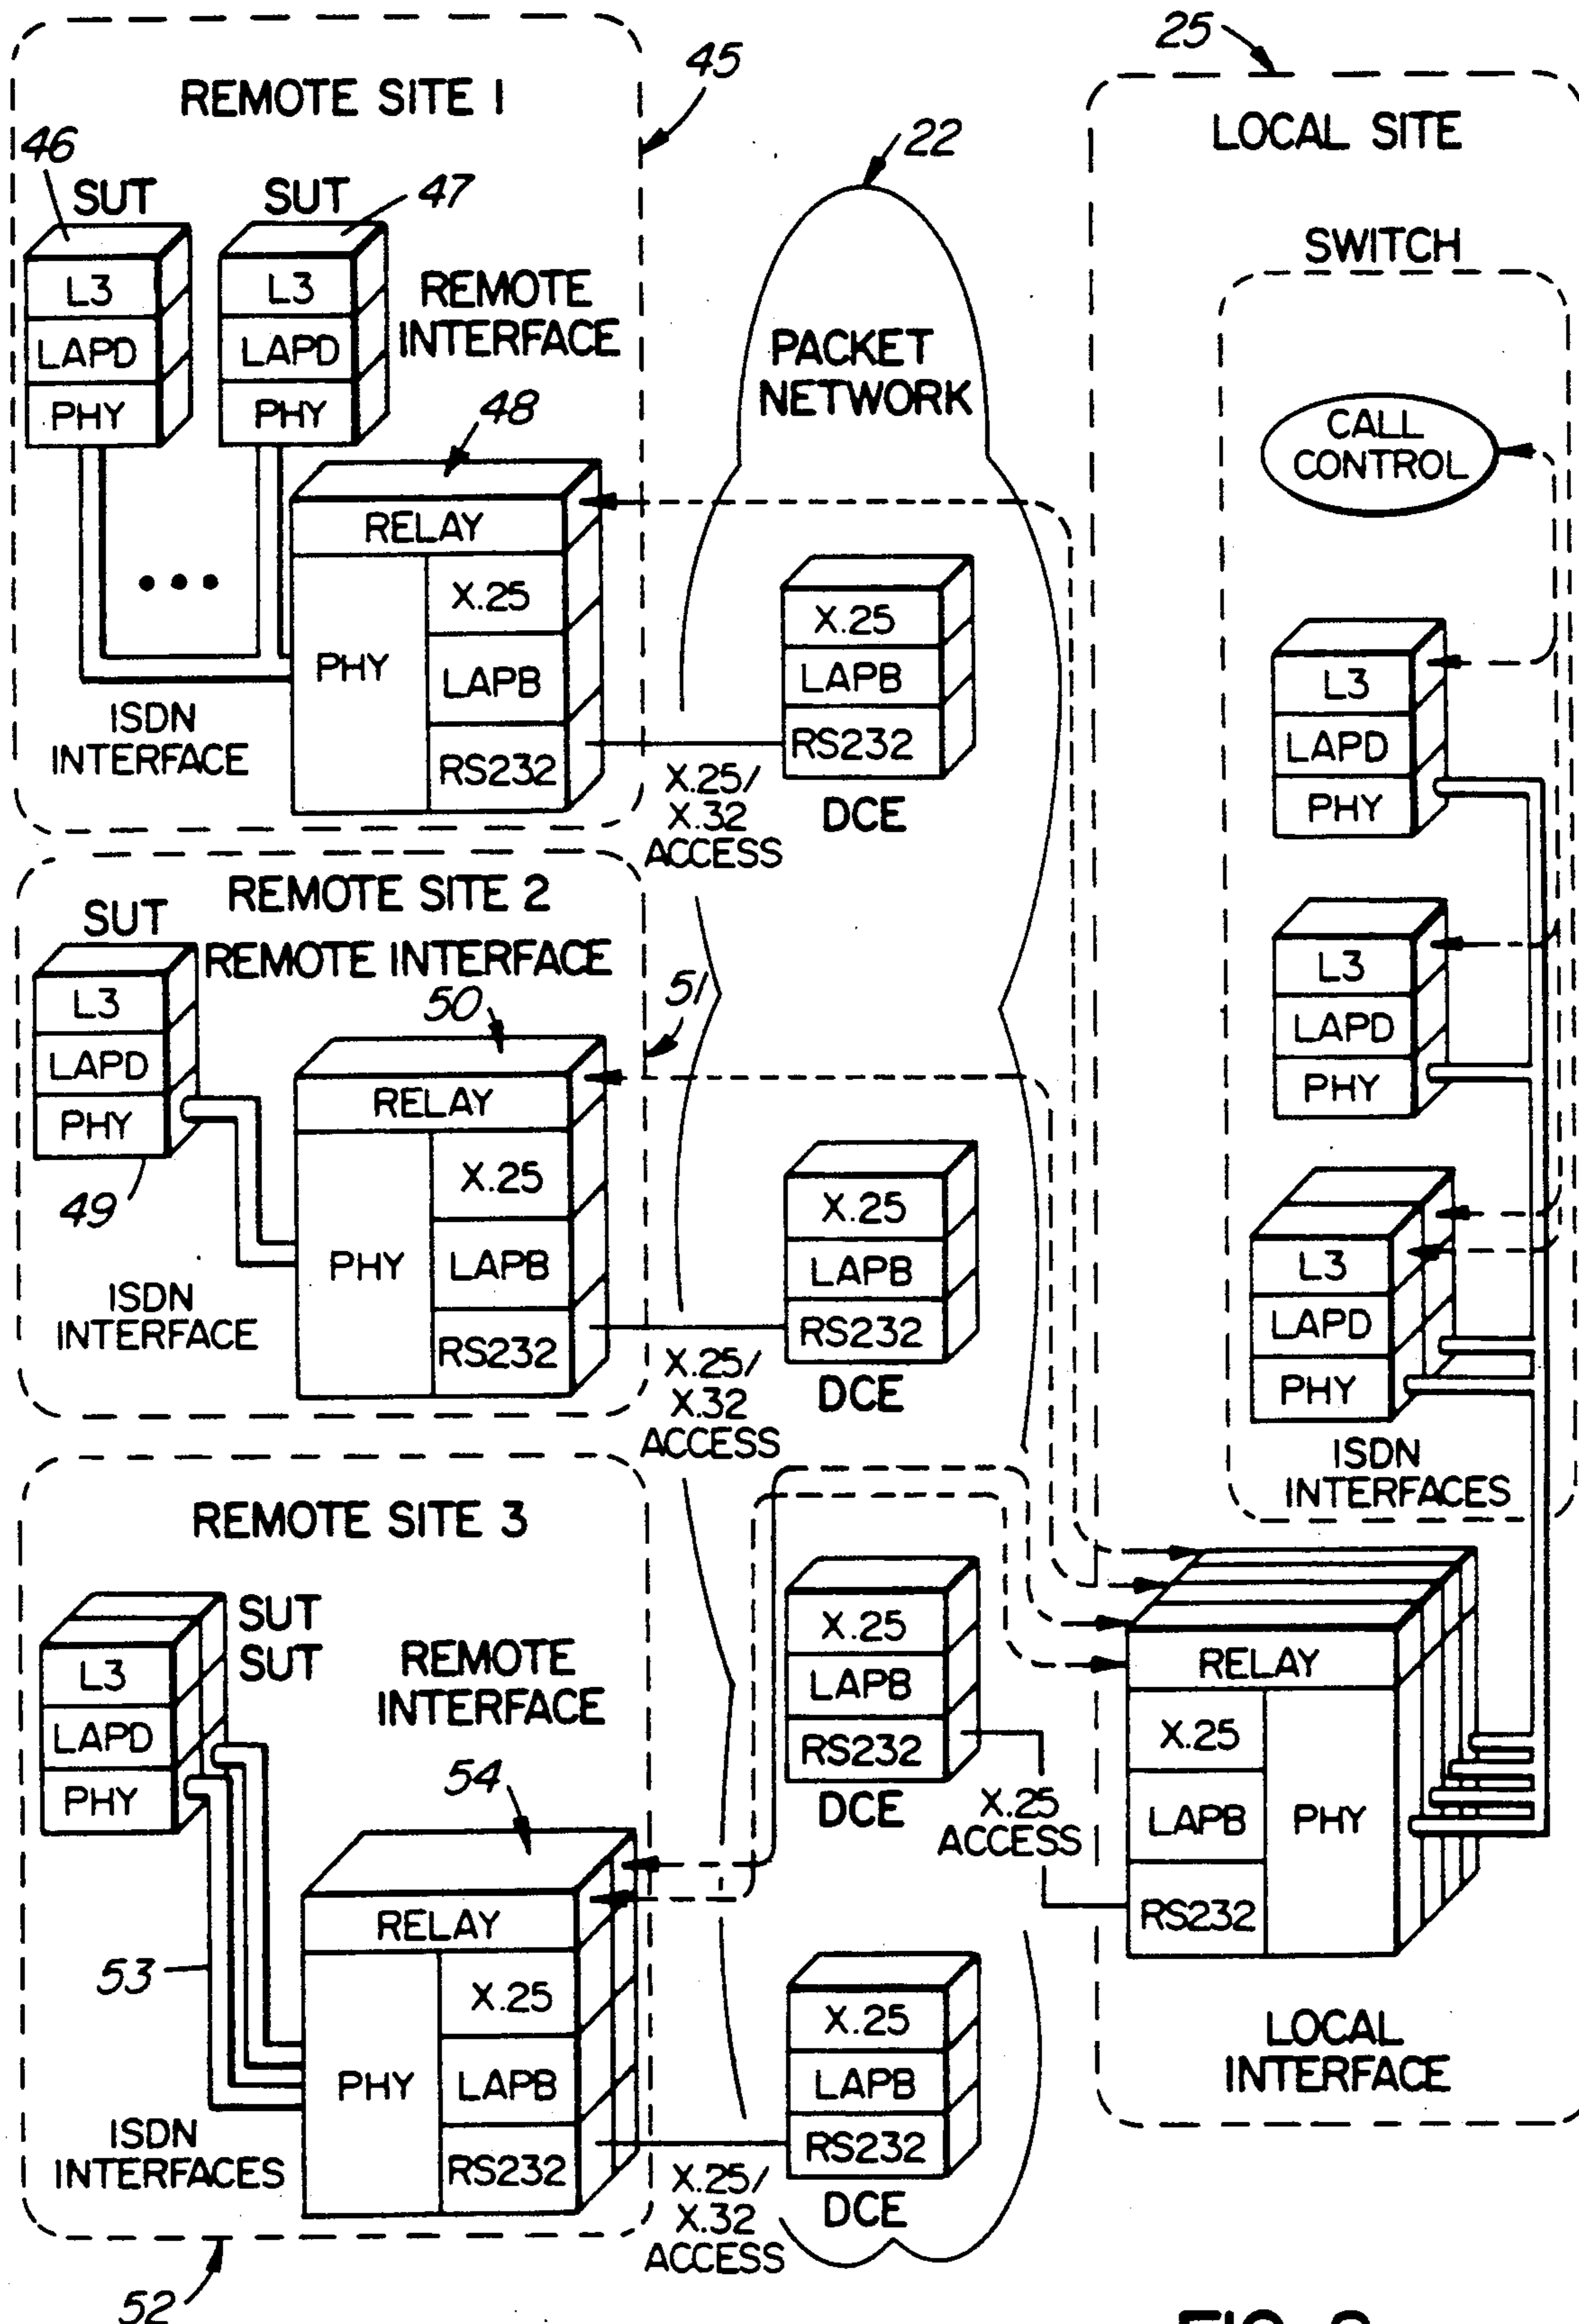 REMOTE SITE 1
45
46
SUT
SUT
47
L3
LAPD
PHY
L3
LAPD
PHY
REMOTE
INTERFACE
48
RELAY
PHY
X.25
LAPB
RS232
ISDN
INTERFACE
X.25/
X.32
ACCESS
22
PACKET
NETWORK
X.25
LAPB
RS232
DCE
REMOTE SITE 2
SUT
REMOTE INTERFACE
50
51
L3
LAPD
PHY
49
RELAY
PHY
X.25
LAPB
RS232
ISDN
INTERFACE
X.25/
X.32
ACCESS
X.25
LAPB
RS232
DCE
REMOTE SITE 3
SUT
SUT
L3
LAPD
PHY
REMOTE
INTERFACE
54
53
RELAY
PHY
X.25
LAPB
RS232
ISDN
INTERFACES
52
X.25/
X.32
ACCESS
X.25
LAPB
RS232
DCE
X.25
ACCESS
X.25
LAPB
RS232
DCE
25
LOCAL SITE
SWITCH
CALL
CONTROL
L3
LAPD
PHY
L3
LAPD
PHY
L3
LAPD
PHY
ISDN
INTERFACES
RELAY
X.25
LAPB
RS232
PHY
LOCAL
INTERFACE